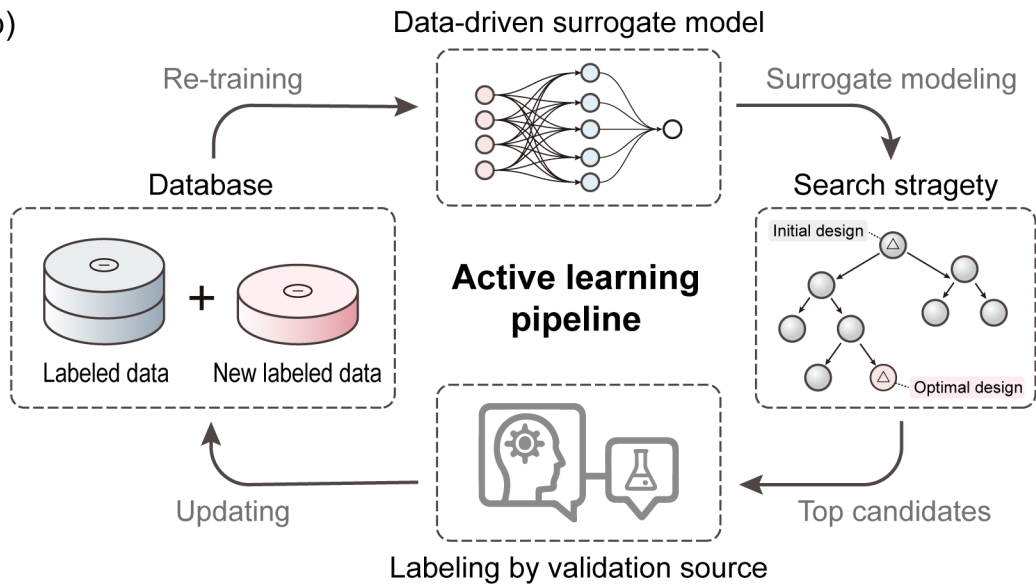 b)
Data-driven surrogate model
Re-training
Surrogate modeling
Database
Search stragety
Initial design
Active learning
pipeline
Labeled data
New labeled data
Optimal design
Updating
Top candidates
Labeling by validation source